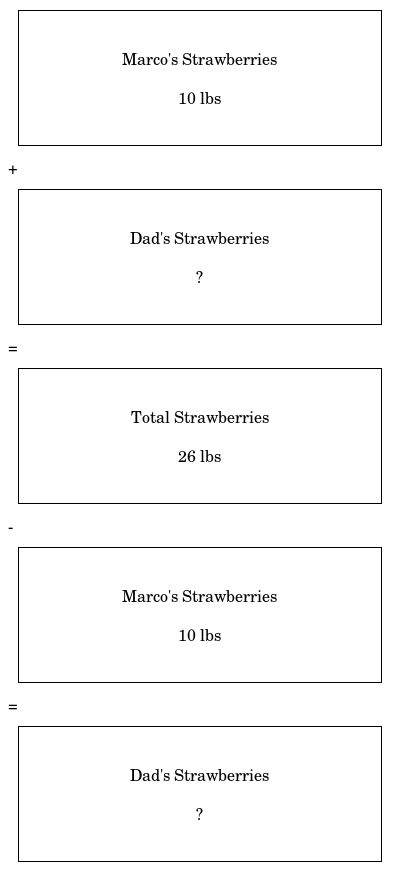 Marco's Strawberries
10 lbs
+
Dad's Strawberries
?
=
Total Strawberries
26 lbs
-
Marco's Strawberries
10 lbs
=
Dad's Strawberries
?